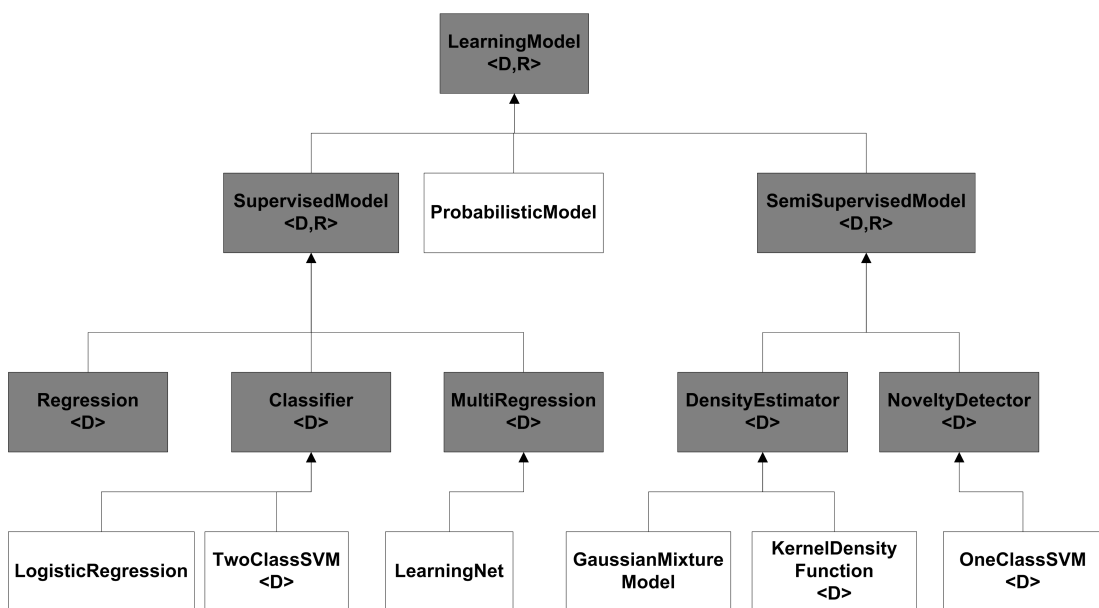 LearningModel
<D,R>
SupervisedModel
<D,R>
ProbabilisticModel
SemiSupervisedModel
<D,R>
Regression
<D>
Classifier
<D>
MultiRegression
<D>
DensityEstimator
<D>
NoveltyDetector
<D>
LogisticRegression
TwoClassSVM
<D>
LearningNet
GaussianMixture
Model
KernelDensity
Function
<D>
OneClassSVM
<D>